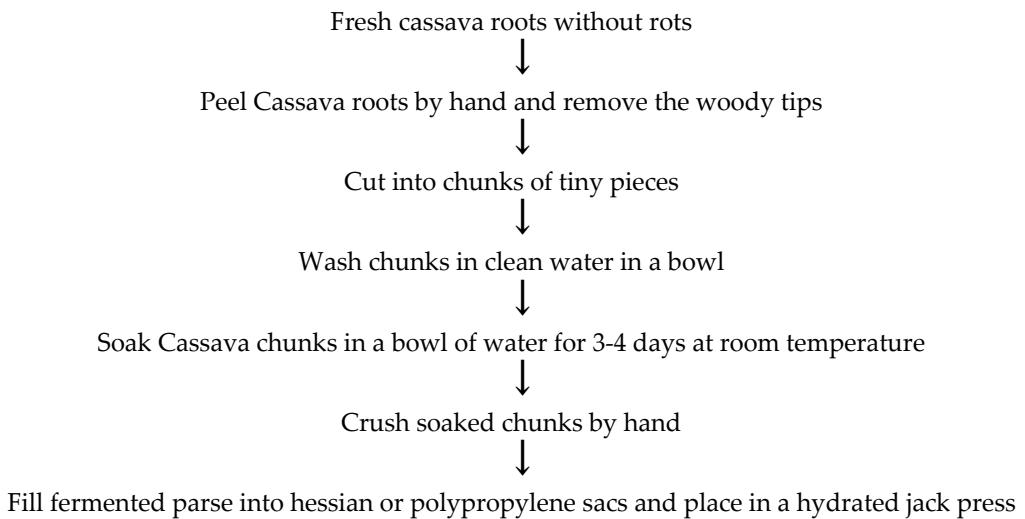 Fresh cassava roots without rots
Peel Cassava roots by hand and remove the woody tips
Cut into chunks of tiny pieces
Wash chunks in clean water in a bowl
Soak Cassava chunks in a bowl of water for 3-4 days at room temperature
Crush soaked chunks by hand
Fill fermented parse into hessian or polypropylene sacs and place in a hydrated jack press